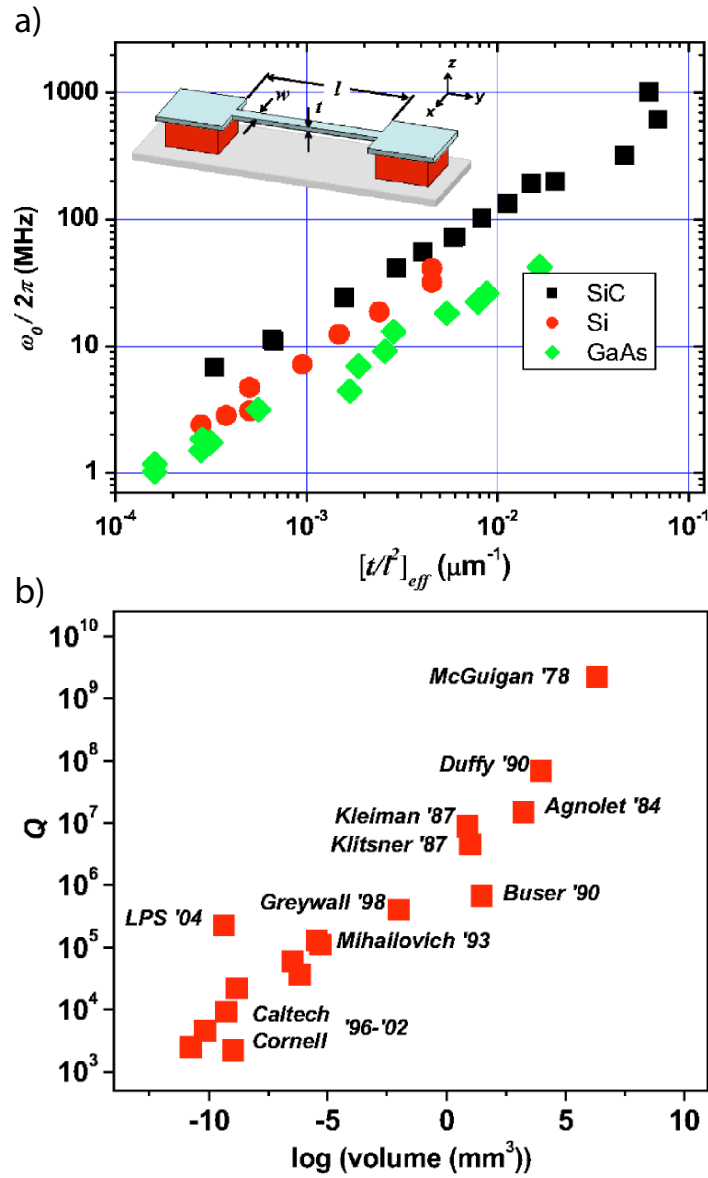 a)
1000
100
10
1
ω₀ / 2π (MHz)
w
l
t
z
y
x
SiC
Si
GaAs
10⁻⁴
10⁻³
10⁻²
10⁻¹
[t/l²]eff (μm⁻¹)
b)
10¹⁰
10⁹
10⁸
10⁷
10⁶
10⁵
10⁴
10³
Q
McGuigan '78
Duffy '90
Agnolet '84
Kleiman '87
Klitsner '87
Buser '90
Greywall '98
LPS '04
Mihailovich '93
Caltech
Cornell
'96-'02
-10
-5
0
5
10
log (volume (mm³))